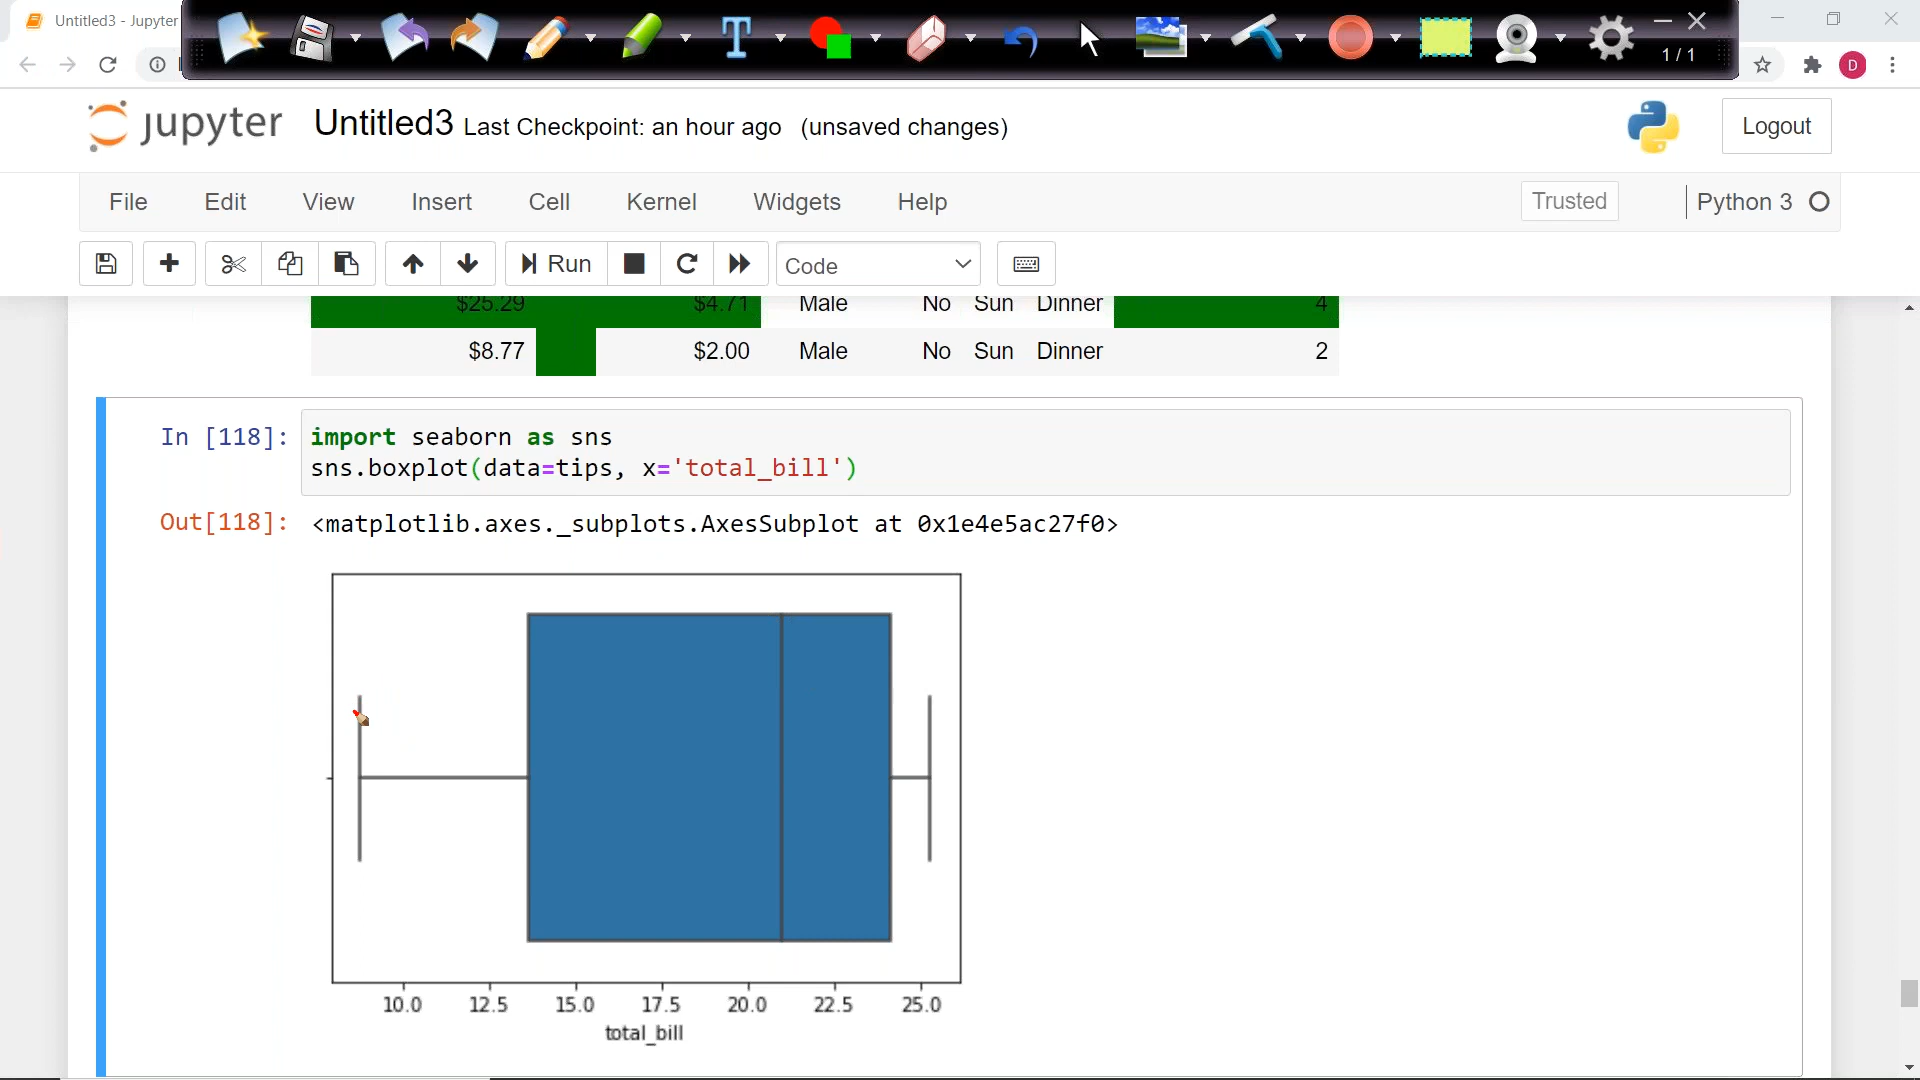 Untitled3 - Jupyter
1 / 1
D
jupyter Untitled3 Last Checkpoint: an hour ago (unsaved changes)
Logout
File Edit View Insert Cell Kernel Widgets Help
Trusted
Python 3
Run
Code
$25.29 $4.71 Male No Sun Dinner 4
$8.77 $2.00 Male No Sun Dinner 2
In [118]: import seaborn as sns
sns.boxplot(data=tips, x='total_bill')
Out[118]: <matplotlib.axes._subplots.AxesSubplot at 0x1e4e5ac27f0>
10.0 12.5 15.0 17.5 20.0 22.5 25.0
total_bill